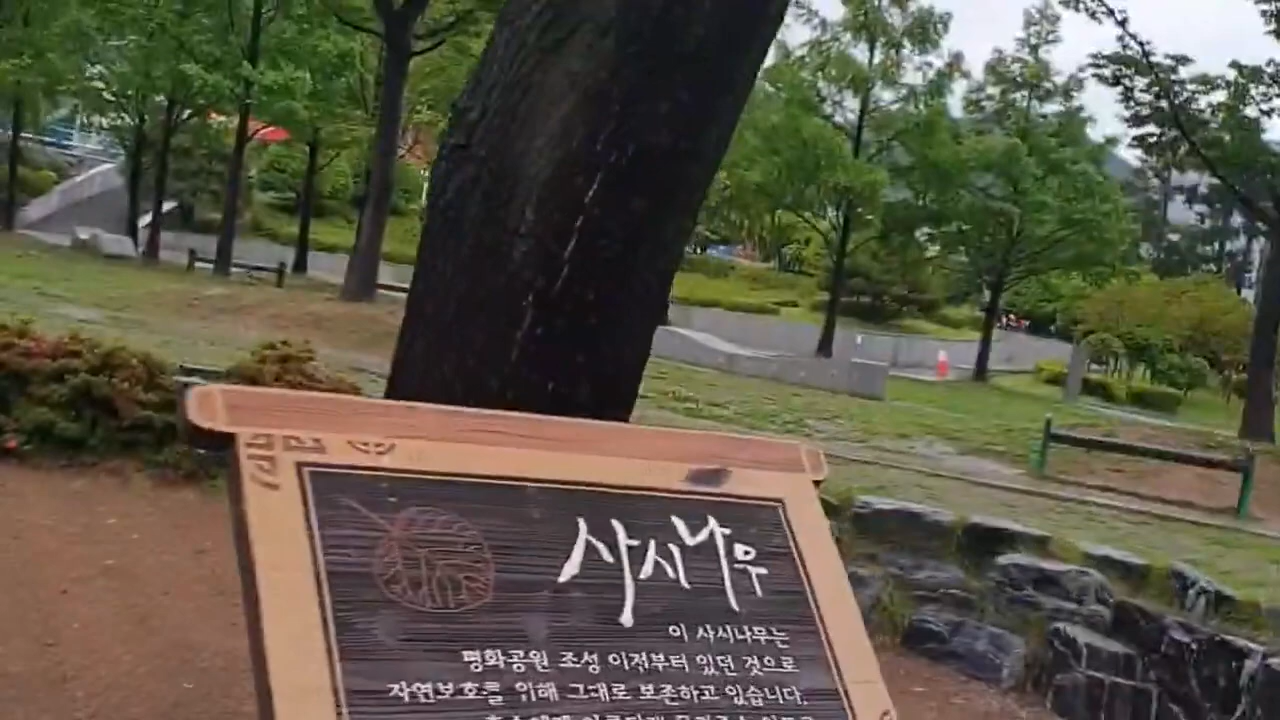 사시나무
이 사시나무는
평화공원 조성 이전부터 있던 것으로
자연보호를 위해 그대로 보존하고 있습니다.